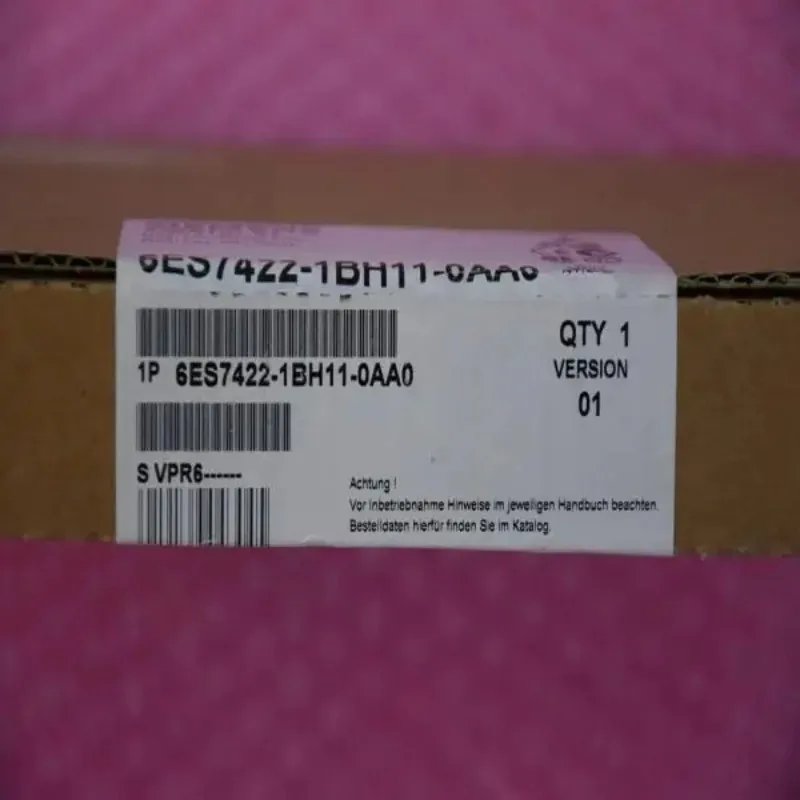 6ES7422-1BH11-0AA0
1P 6ES7422-1BH11-0AA0
QTY 1
VERSION
01
S VPR6------
Achtung !
Vor Inbetriebnahme Hinweise im jeweiligen Handbuch beachten.
Bestelldaten hierfür finden Sie im Katalog.